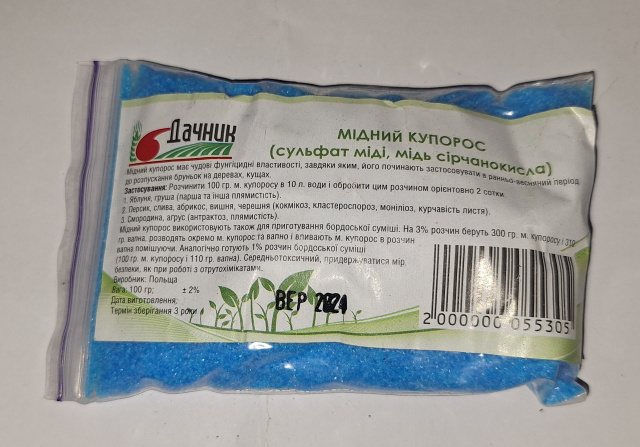 Дачник
МІДНИЙ КУПОРОС
(сульфат міді, мідь сірчанокисла)
Мідний купорос має чудові фунгіцидні властивості, завдяки яким, його починають застосовувати в ранньо-весняний період
до розпускання бруньок на деревах, кущах.
Застосування: Розчинити 100 гр. м. купоросу в 10 л. води і обробити цим розчином орієнтовно 2 сотки.
1. Яблуня, груша (парша та інша плямистість).
2. Персик, слива, абрикос, вишня, черешня (кокмікоз, кластероспороз, моніліоз, курчавість листя).
3. Смородина, агрус (антрактоз, плямистість).
Мідний купорос використовують також для приготування бордоської суміші. На 3% розчин беруть 300 гр. м. купоросу і 310
гр. вапна, розводять окремо м. купорос та вапно і вливають м. купорос в розчин
вапна помішуючи. Аналогічно готують 1% розчин бордоської суміші
(100 гр. м. купоросу і 110 гр. вапна). Середньотоксичний, придержуватися мір
безпеки, як при роботі з отрутохімікатами.
Виробник: Польща
Вага: 100 гр; ± 2%
Дата виготовлення;
Термін зберігання 3 роки
ВЕР 2021
2 000000 055305